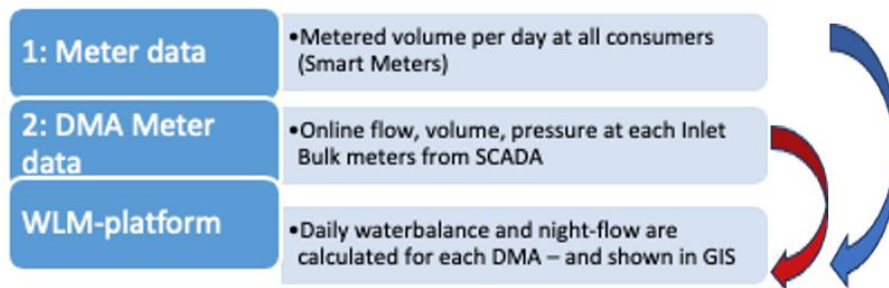 1: Meter data
•Metered volume per day at all consumers
(Smart Meters)
2: DMA Meter
data
•Online flow, volume, pressure at each Inlet
Bulk meters from SCADA
WLM-platform
•Daily waterbalance and night-flow are
calculated for each DMA – and shown in GIS